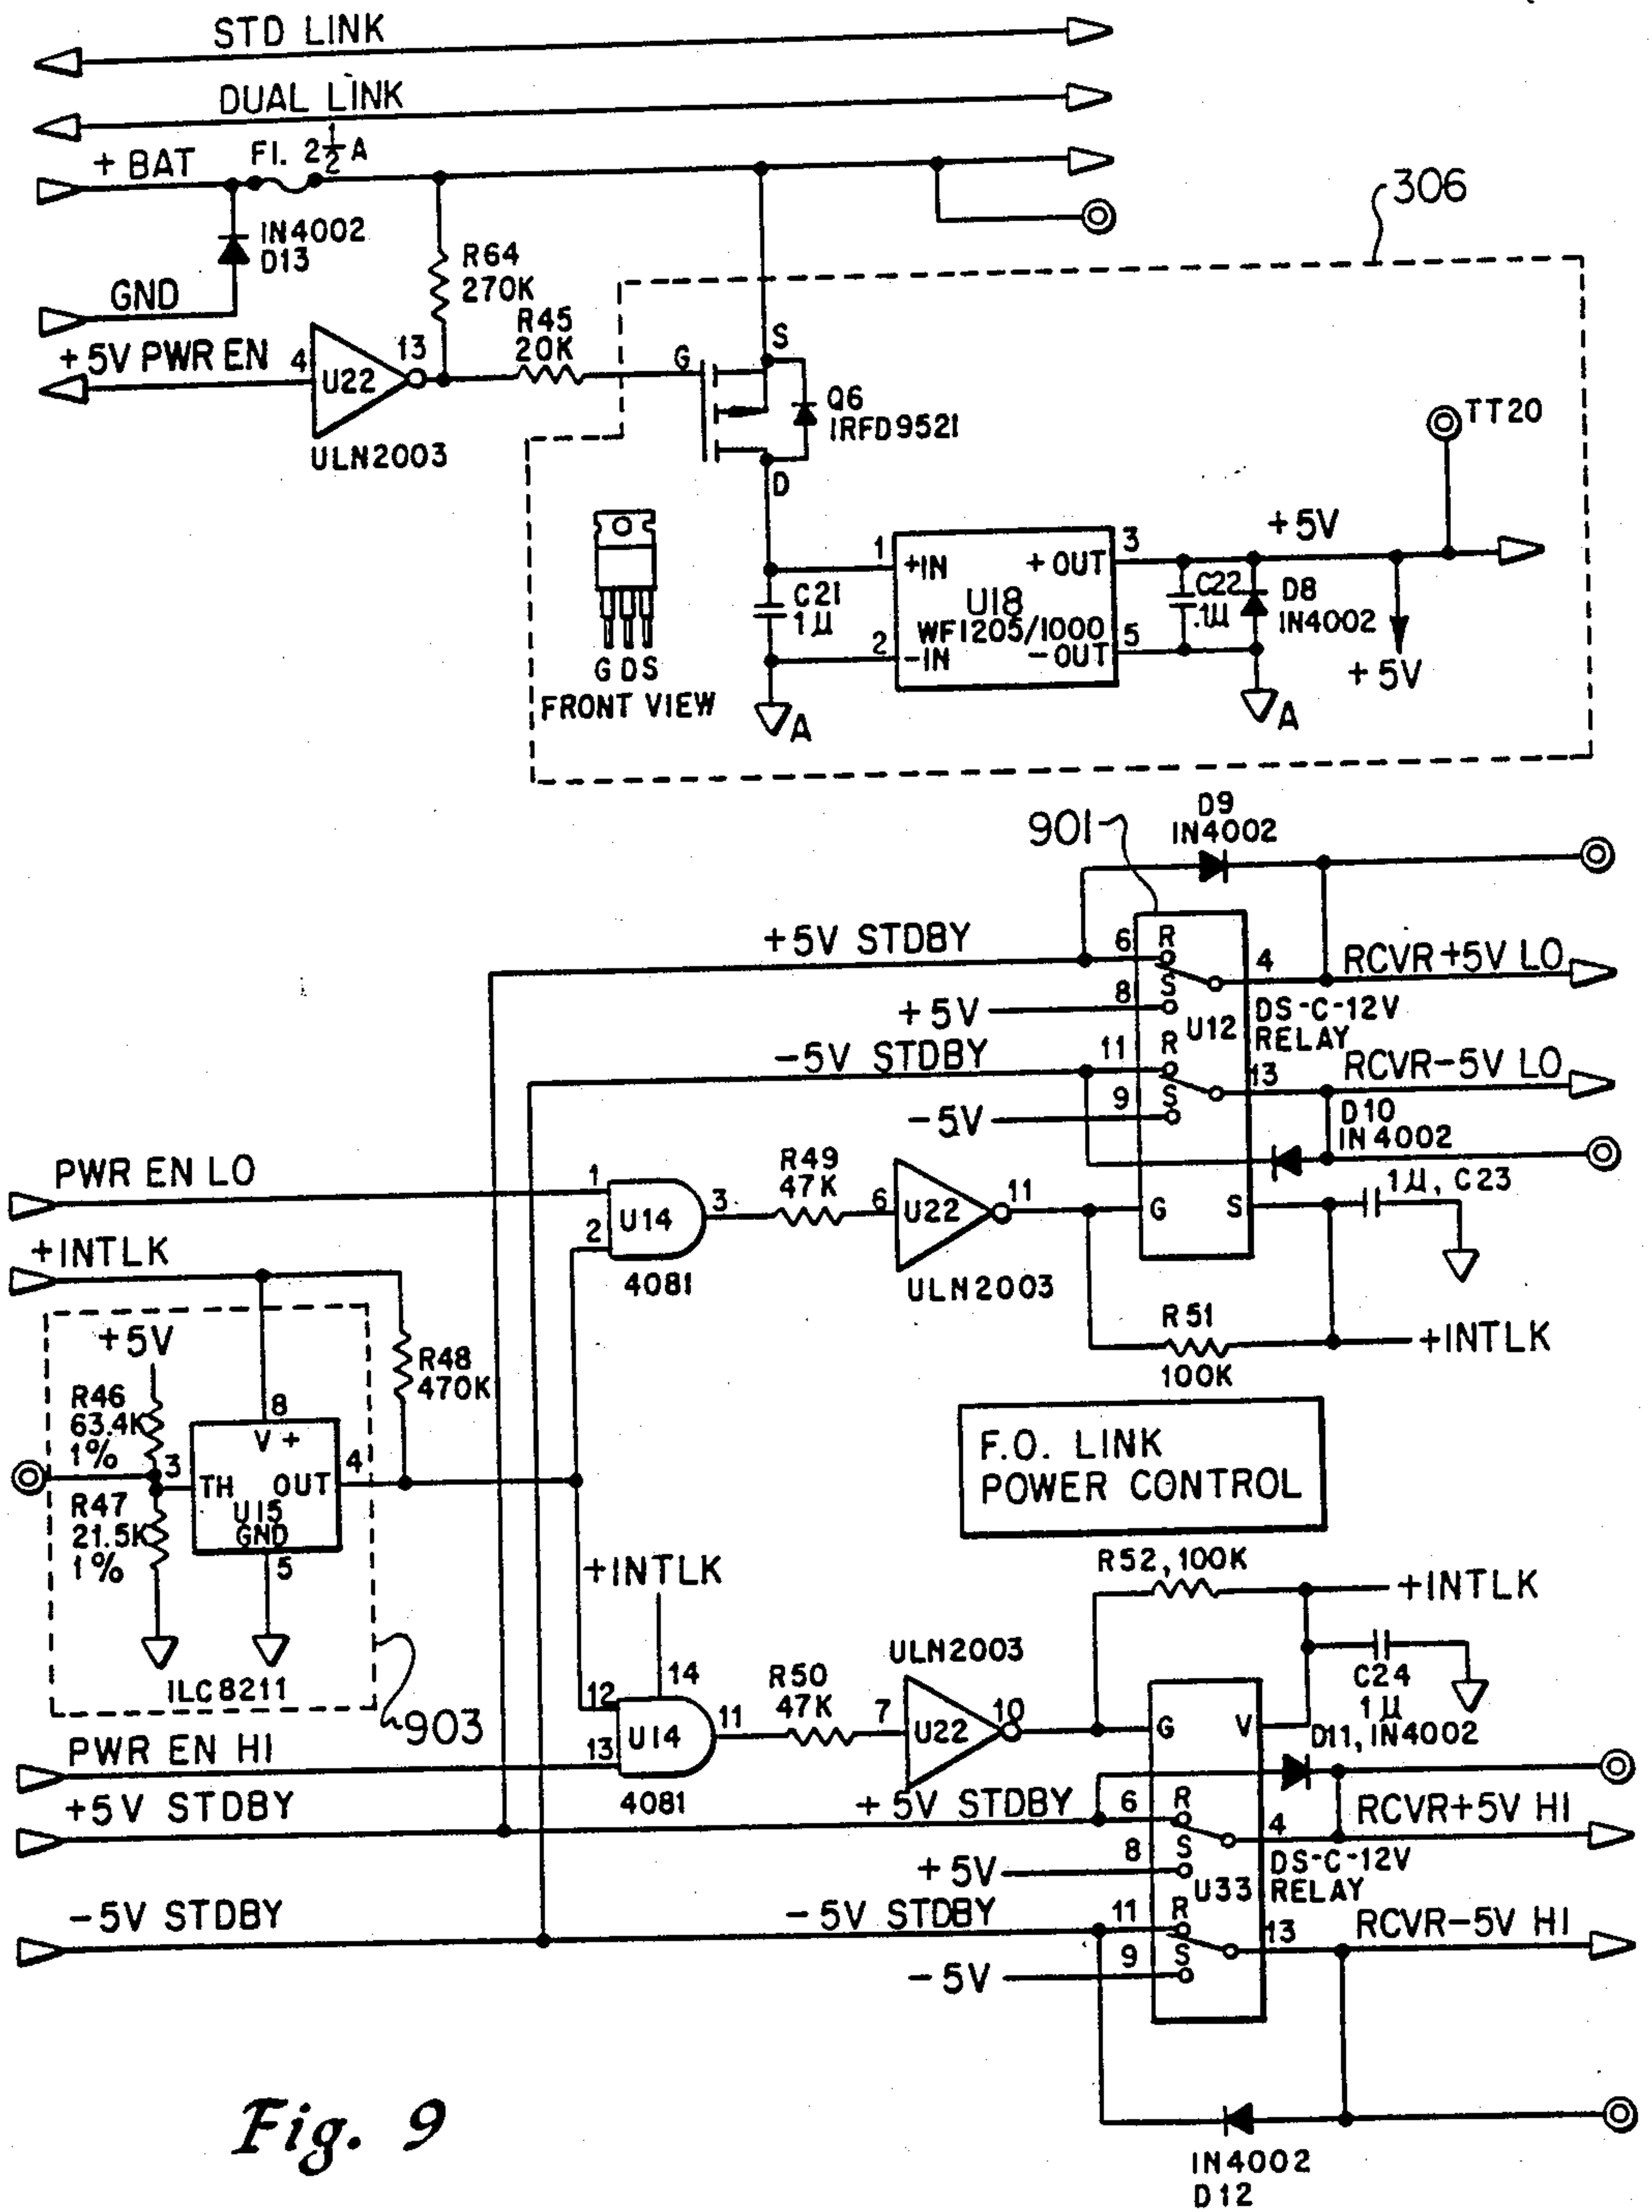 STD LINK
DUAL LINK
+ BAT
F1. 2 1/2 A
306
IN4002
D13
R64
270K
GND
R45
20K
+5V PWR EN
4
U22
13
ULN2003
G
S
D
Q6
IRFD9521
TT20
G D S
FRONT VIEW
C21
1µ
A
1
+IN
+ OUT
3
U18
WF1205/1000
2
-IN
- OUT
5
+5V
C22
.1µ
D8
IN4002
+5V
A
901
D9
IN4002
+5V STDBY
6
R
S
4
RCVR+5V LO
+5V
8
U12
DS-C-12V
RELAY
-5V STDBY
11
R
S
13
RCVR-5V LO
-5V
9
D10
IN4002
PWR EN LO
1
U14
3
2
4081
R49
47K
6
U22
11
ULN2003
G
S
1µ, C23
+INTLK
R51
100K
+INTLK
+5V
R46
63.4K
1%
R48
470K
8
V+
3
TH
OUT
4
U15
GND
5
R47
21.5K
1%
ILC8211
903
F.O. LINK
POWER CONTROL
R52, 100K
+INTLK
+INTLK
14
12
U14
11
13
4081
R50
47K
ULN2003
7
U22
10
G
V
C24
1µ
D11, IN4002
PWR EN HI
+5V STDBY
+5V STDBY
6
R
S
4
RCVR+5V HI
+5V
8
U33
DS-C-12V
RELAY
-5V STDBY
-5V STDBY
11
R
S
13
RCVR-5V HI
-5V
9
IN4002
D12
Fig. 9